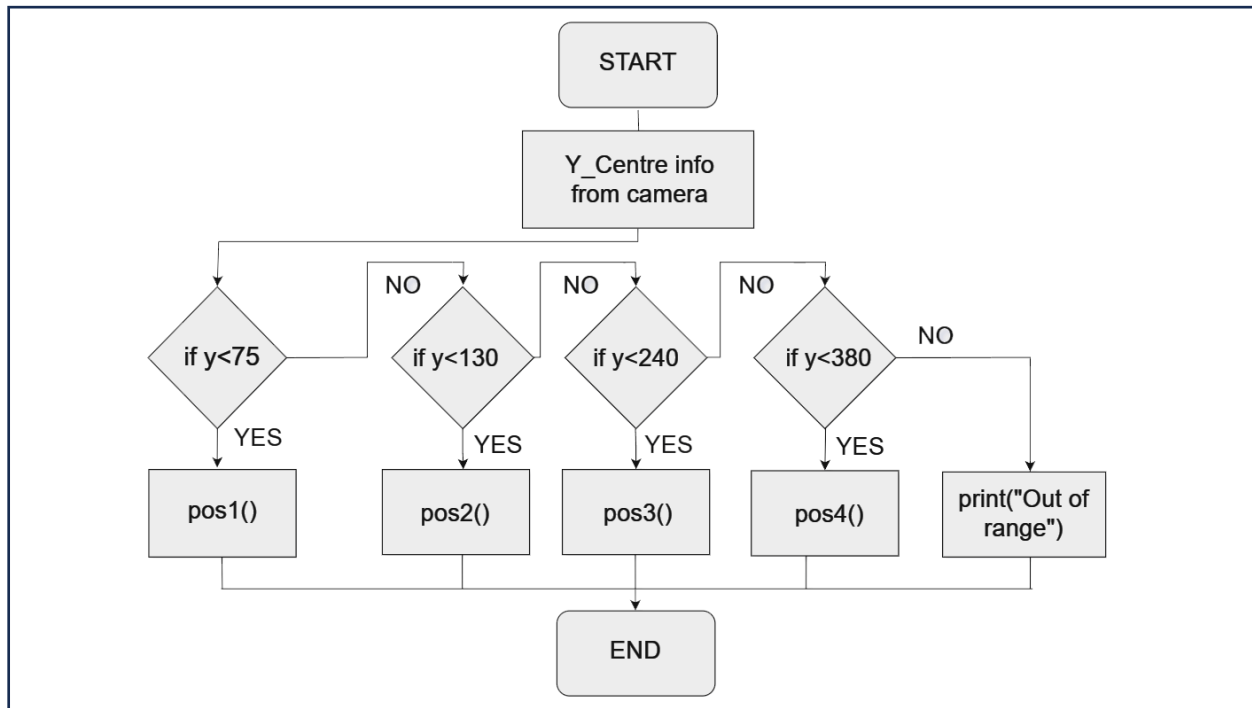 START
Y_Centre info
from camera
NO
NO
NO
NO
if y<75
if y<130
if y<240
if y<380
YES
YES
YES
YES
pos1()
pos2()
pos3()
pos4()
print("Out of
range")
END